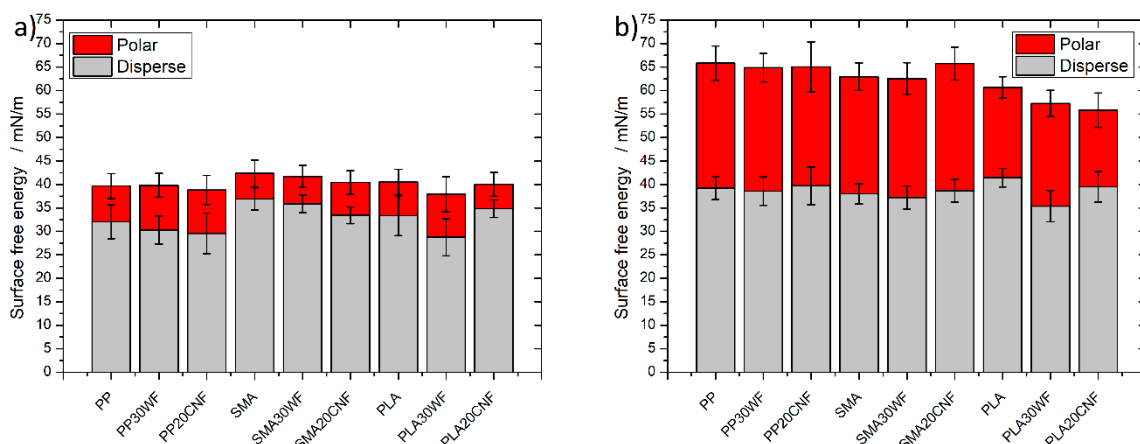 a)
Polar
Disperse
Surface free energy / mN/m
75
70
65
60
55
50
45
40
35
30
25
20
15
10
5
0
PP
PP30WF
PP20CNF
SMA
SMA30WF
SMA20CNF
PLA
PLA30WF
PLA20CNF
b)
Polar
Disperse
Surface free energy / mN/m
75
70
65
60
55
50
45
40
35
30
25
20
15
10
5
0
PP
PP30WF
PP20CNF
SMA
SMA30WF
SMA20CNF
PLA
PLA30WF
PLA20CNF